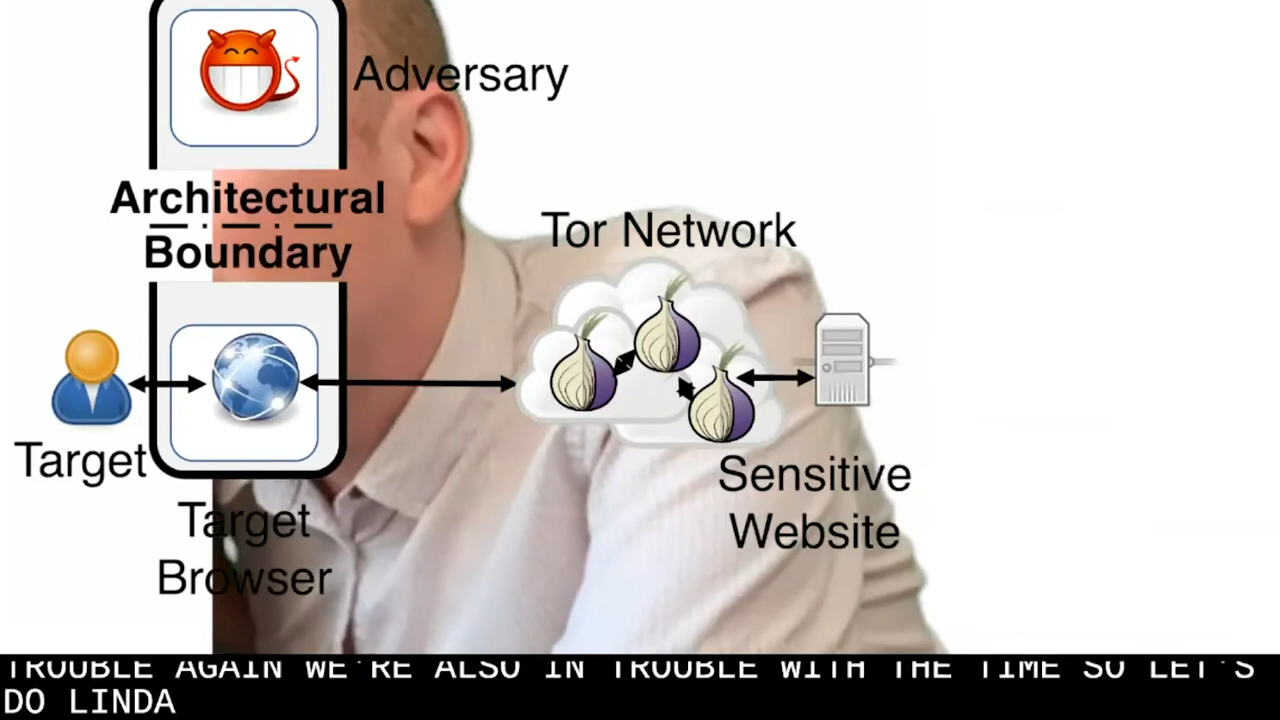 Adversary
Architectural
Boundary
Tor Network
Target
Sensitive
Website
Target
Browser
TROUBLE AGAIN WE'RE ALSO IN TROUBLE WITH THE TIME SO LET'S
DO LINDA